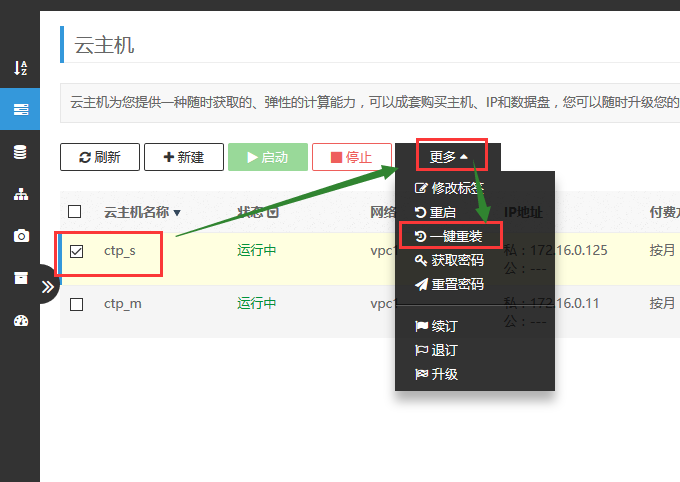 云主机
云主机为您提供一种随时获取的、弹性的计算能力，可以成套购买主机、IP和数据盘，您可以随时升级您的
刷新 新建 启动 停止 更多
修改标签
云主机名称 状态 网络 重启 IP地址 付费方
一键重装
ctp_s 运行中 vpc1 私：172.16.0.125 按月
获取密码 公：---
重置密码
ctp_m 运行中 vpc1 私：172.16.0.11 按月
公：---
续订
退订
升级